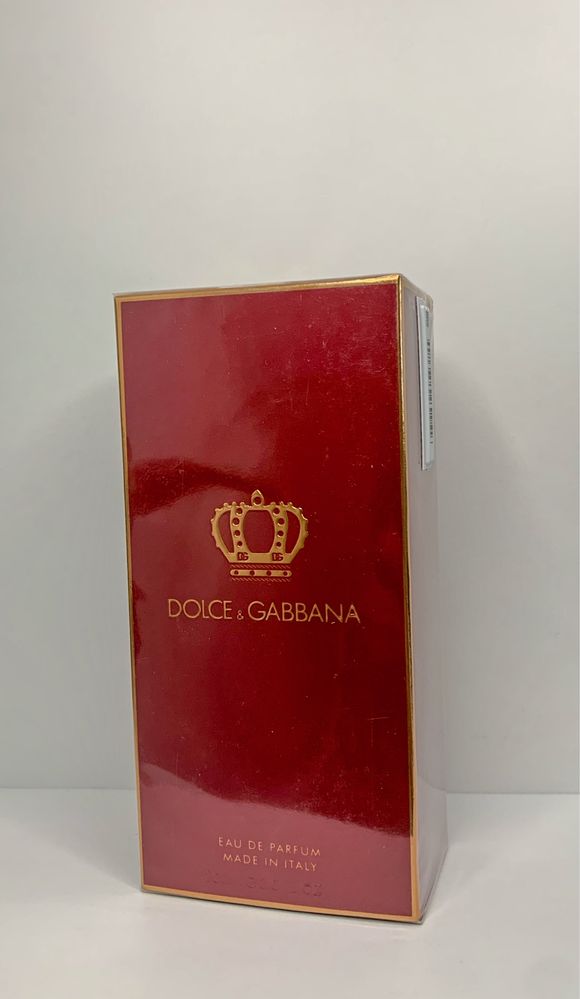 DOLCE & GABBANA
EAU DE PARFUM
MADE IN ITALY